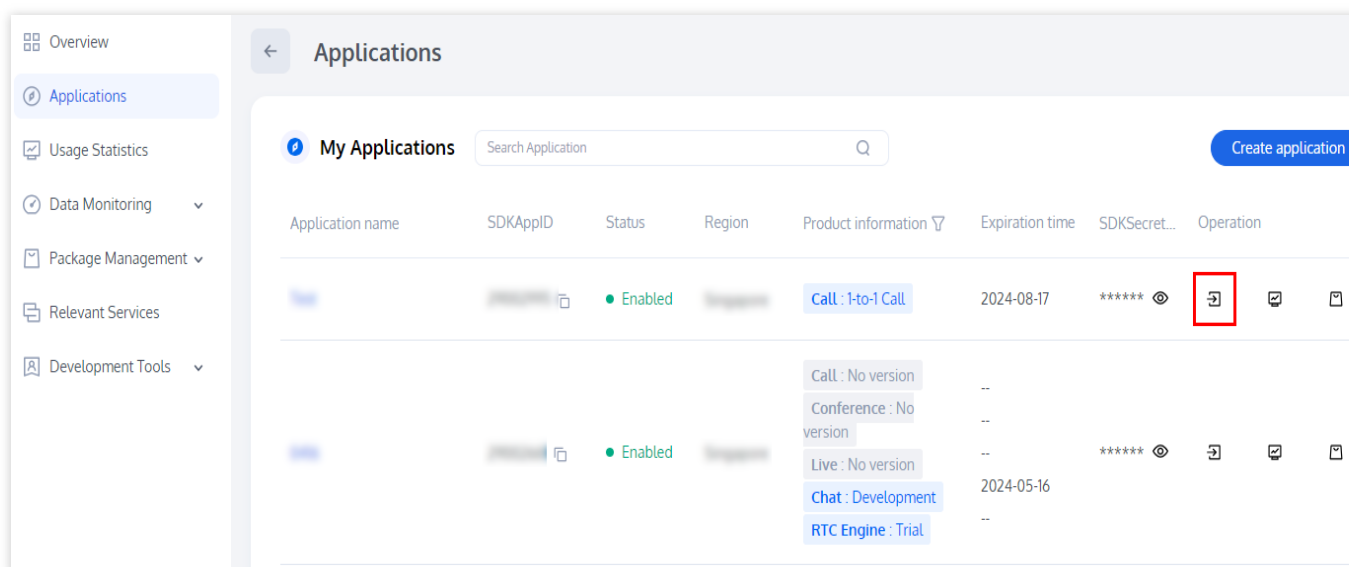 Overview
Applications
Usage Statistics
Data Monitoring
Package Management
Relevant Services
Development Tools
Applications
My Applications
Search Application
Create application
Application name SDKAppID Status Region Product information Expiration time SDKSecret... Operation
Enabled Call : 1-to-1 Call 2024-08-17 ******
Call : No version --
Conference : No --
version
Enabled ******
Live : No version --
Chat : Development 2024-05-16
RTC Engine : Trial --